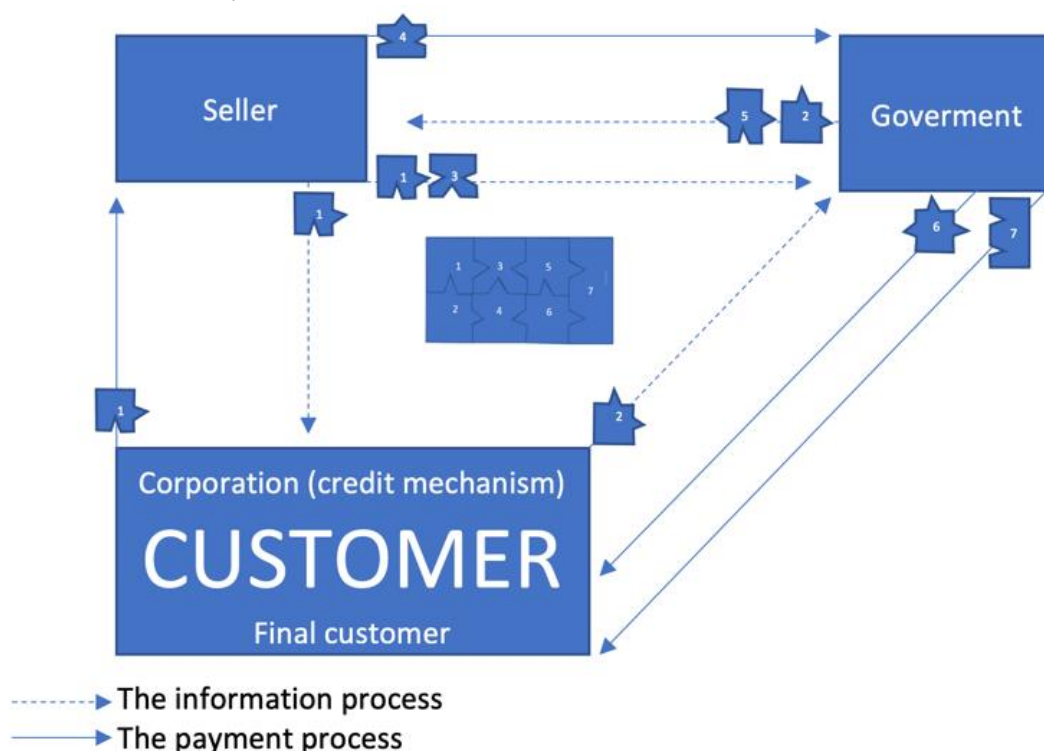 4
Seller
Goverment
5 2
1 3
1
6 7
1 3 5
7
2 4 6
1
2
Corporation (credit mechanism)
CUSTOMER
Final customer
The information process
The payment process